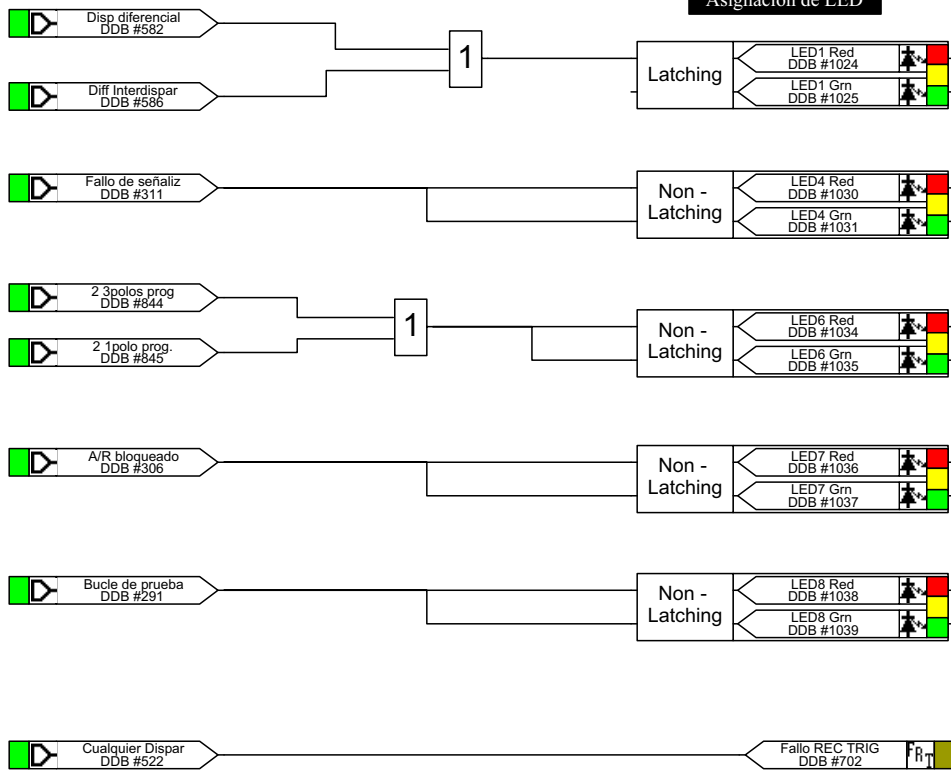 Asignación de LED
Disp diferencial
DDB #582
Diff Interdispar
DDB #586
1
Latching
LED1 Red
DDB #1024
LED1 Grn
DDB #1025
Fallo de señaliz
DDB #311
Non -
Latching
LED4 Red
DDB #1030
LED4 Grn
DDB #1031
2 3polos prog
DDB #844
2 1polo prog.
DDB #845
1
Non -
Latching
LED6 Red
DDB #1034
LED6 Grn
DDB #1035
A/R bloqueado
DDB #306
Non -
Latching
LED7 Red
DDB #1036
LED7 Grn
DDB #1037
Bucle de prueba
DDB #291
Non -
Latching
LED8 Red
DDB #1038
LED8 Grn
DDB #1039
Cualquier Dispar
DDB #522
Fallo REC TRIG
DDB #702
FRT